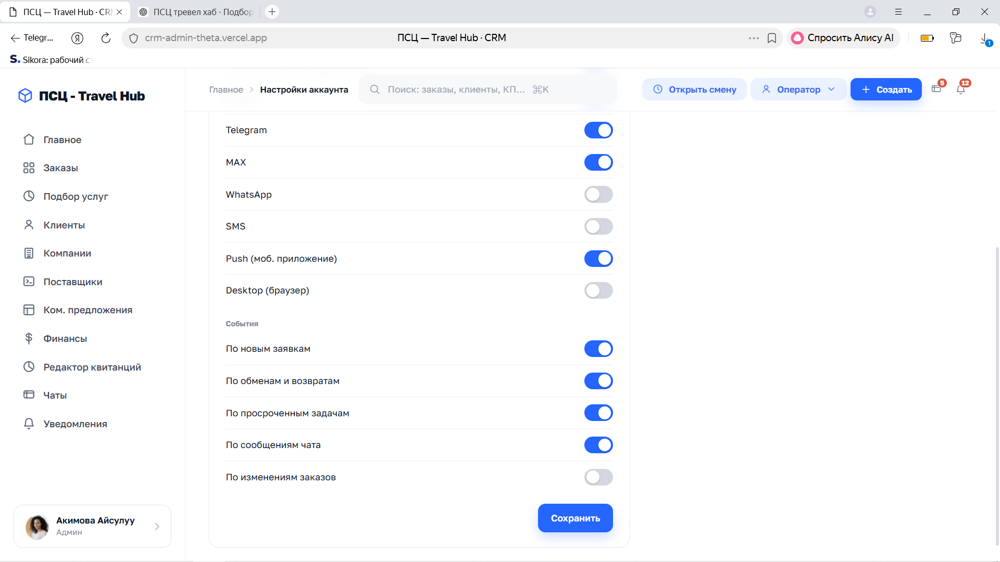 ПСЦ — Travel Hub · CRM
ПСЦ тревел хаб - Подбор
Telegr...
crm-admin-theta.vercel.app
ПСЦ — Travel Hub · CRM
Спросить Алису AI
1
S. Sikora: рабочий ст
ПСЦ - Travel Hub
Главное
Настройки аккаунта
Поиск: заказы, клиенты, КП... ⌘K
Открыть смену
Оператор
Создать
5
12
Главное
Заказы
Подбор услуг
Клиенты
Компании
Поставщики
Ком. предложения
Финансы
Редактор квитанций
Чаты
Уведомления
Акимова Айсулуу
Админ
Telegram
MAX
WhatsApp
SMS
Push (моб. приложение)
Desktop (браузер)
События
По новым заявкам
По обменам и возвратам
По просроченным задачам
По сообщениям чата
По изменениям заказов
Сохранить